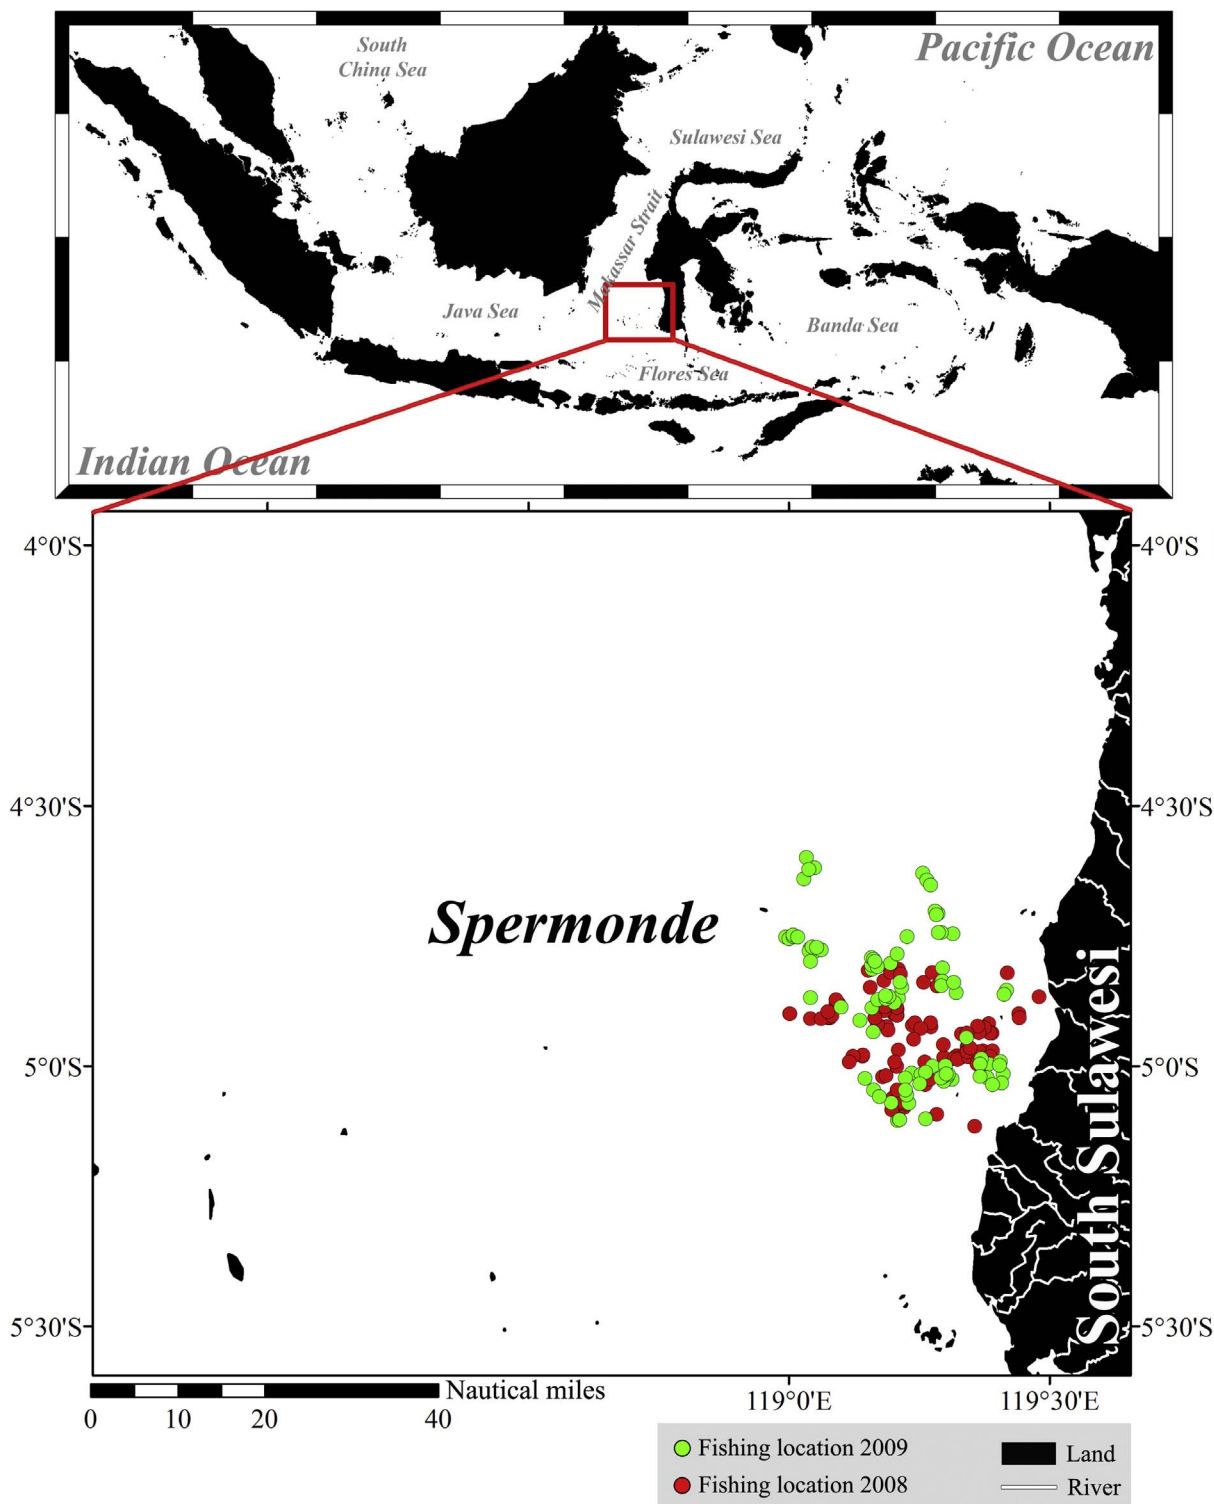 South
China Sea
Pacific Ocean
Sulawesi Sea
Makassar Strait
Java Sea
Banda Sea
Flores Sea
Indian Ocean
4°0'S
4°0'S
4°30'S
4°30'S
Spermonde
South Sulawesi
5°0'S
5°0'S
5°30'S
5°30'S
Nautical miles
0 10 20 40
119°0'E
119°30'E
Fishing location 2009
Land
Fishing location 2008
River